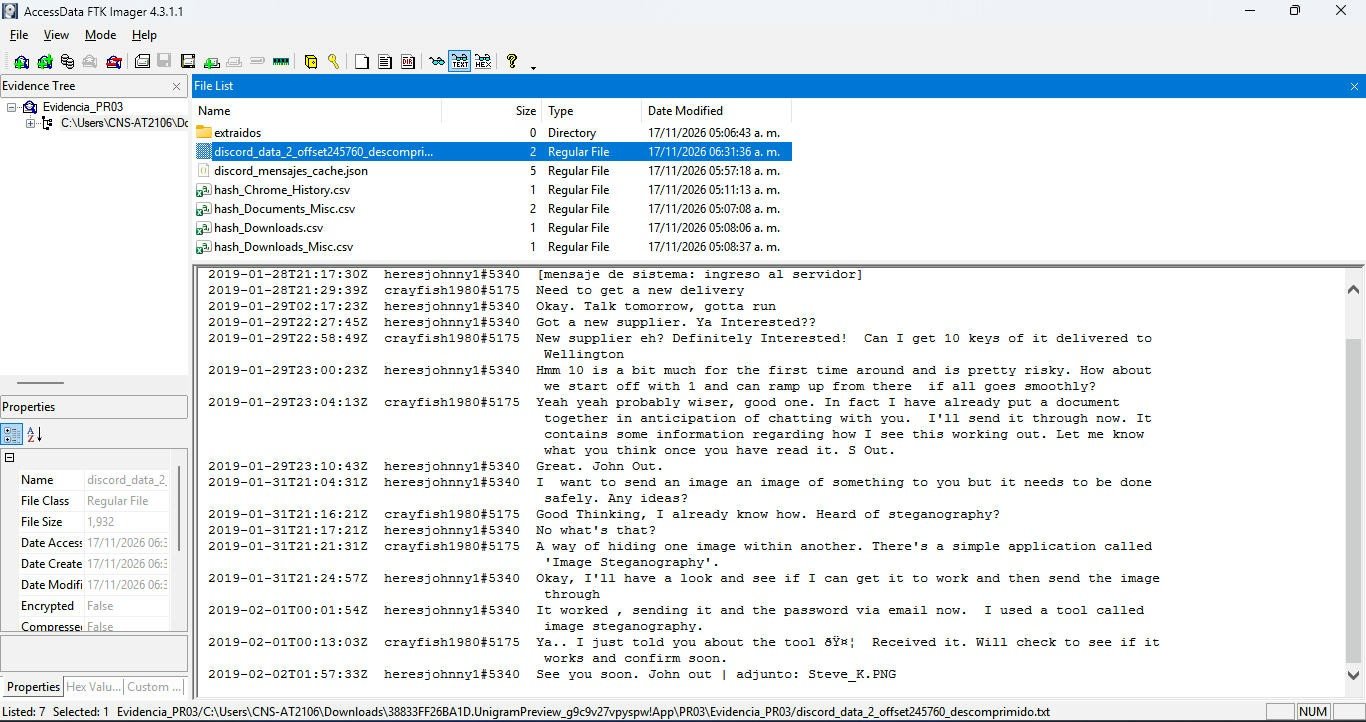 AccessData FTK Imager 4.3.1.1
File View Mode Help
Evidence Tree
Evidencia_PR03
C:\Users\CNS-AT2106\Dc
File List
Name Size Type Date Modified
extraidos 0 Directory 17/11/2026 05:06:43 a. m.
discord_data_2_offset245760_descompri... 2 Regular File 17/11/2026 06:31:36 a. m.
discord_mensajes_cache.json 5 Regular File 17/11/2026 05:57:18 a. m.
hash_Chrome_History.csv 1 Regular File 17/11/2026 05:11:13 a. m.
hash_Documents_Misc.csv 2 Regular File 17/11/2026 05:07:08 a. m.
hash_Downloads.csv 1 Regular File 17/11/2026 05:08:06 a. m.
hash_Downloads_Misc.csv 1 Regular File 17/11/2026 05:08:37 a. m.
2019-01-28T21:17:30Z heresjohnny1#5340 [mensaje de sistema: ingreso al servidor]
2019-01-28T21:29:39Z crayfish1980#5175 Need to get a new delivery
2019-01-29T02:17:23Z heresjohnny1#5340 Okay. Talk tomorrow, gotta run
2019-01-29T22:27:45Z heresjohnny1#5340 Got a new supplier. Ya Interested??
2019-01-29T22:58:49Z crayfish1980#5175 New supplier eh? Definitely Interested! Can I get 10 keys of it delivered to
Wellington
2019-01-29T23:00:23Z heresjohnny1#5340 Hmm 10 is a bit much for the first time around and is pretty risky. How about
we start off with 1 and can ramp up from there if all goes smoothly?
2019-01-29T23:04:13Z crayfish1980#5175 Yeah yeah probably wiser, good one. In fact I have already put a document
together in anticipation of chatting with you. I'll send it through now. It
contains some information regarding how I see this working out. Let me know
what you think once you have read it. S Out.
2019-01-29T23:10:43Z heresjohnny1#5340 Great. John Out.
2019-01-31T21:04:31Z heresjohnny1#5340 I want to send an image an image of something to you but it needs to be done
safely. Any ideas?
2019-01-31T21:16:21Z crayfish1980#5175 Good Thinking, I already know how. Heard of steganography?
2019-01-31T21:17:21Z heresjohnny1#5340 No what's that?
2019-01-31T21:21:31Z crayfish1980#5175 A way of hiding one image within another. There's a simple application called
'Image Steganography'.
2019-01-31T21:24:57Z heresjohnny1#5340 Okay, I'll have a look and see if I can get it to work and then send the image
through
2019-02-01T00:01:54Z heresjohnny1#5340 It worked , sending it and the password via email now. I used a tool called
image steganography.
2019-02-01T00:13:03Z crayfish1980#5175 Ya.. I just told you about the tool ðŸ¤¦ Received it. Will check to see if it
works and confirm soon.
2019-02-02T01:57:33Z heresjohnny1#5340 See you soon. John out | adjunto: Steve_K.PNG
Properties
Name discord_data_2_
File Class Regular File
File Size 1,932
Date Access 17/11/2026 06:3
Date Create 17/11/2026 06:3
Date Modifi 17/11/2026 06:3
Encrypted False
Compresse False
Properties Hex Valu... Custom ...
Listed: 7 Selected: 1 Evidencia_PR03/C:\Users\CNS-AT2106\Downloads\38833FF26BA1D.UnigramPreview_g9c9v27vpyspw!App\PR03\Evidencia_PR03/discord_data_2_offset245760_descomprimido.txt NUM